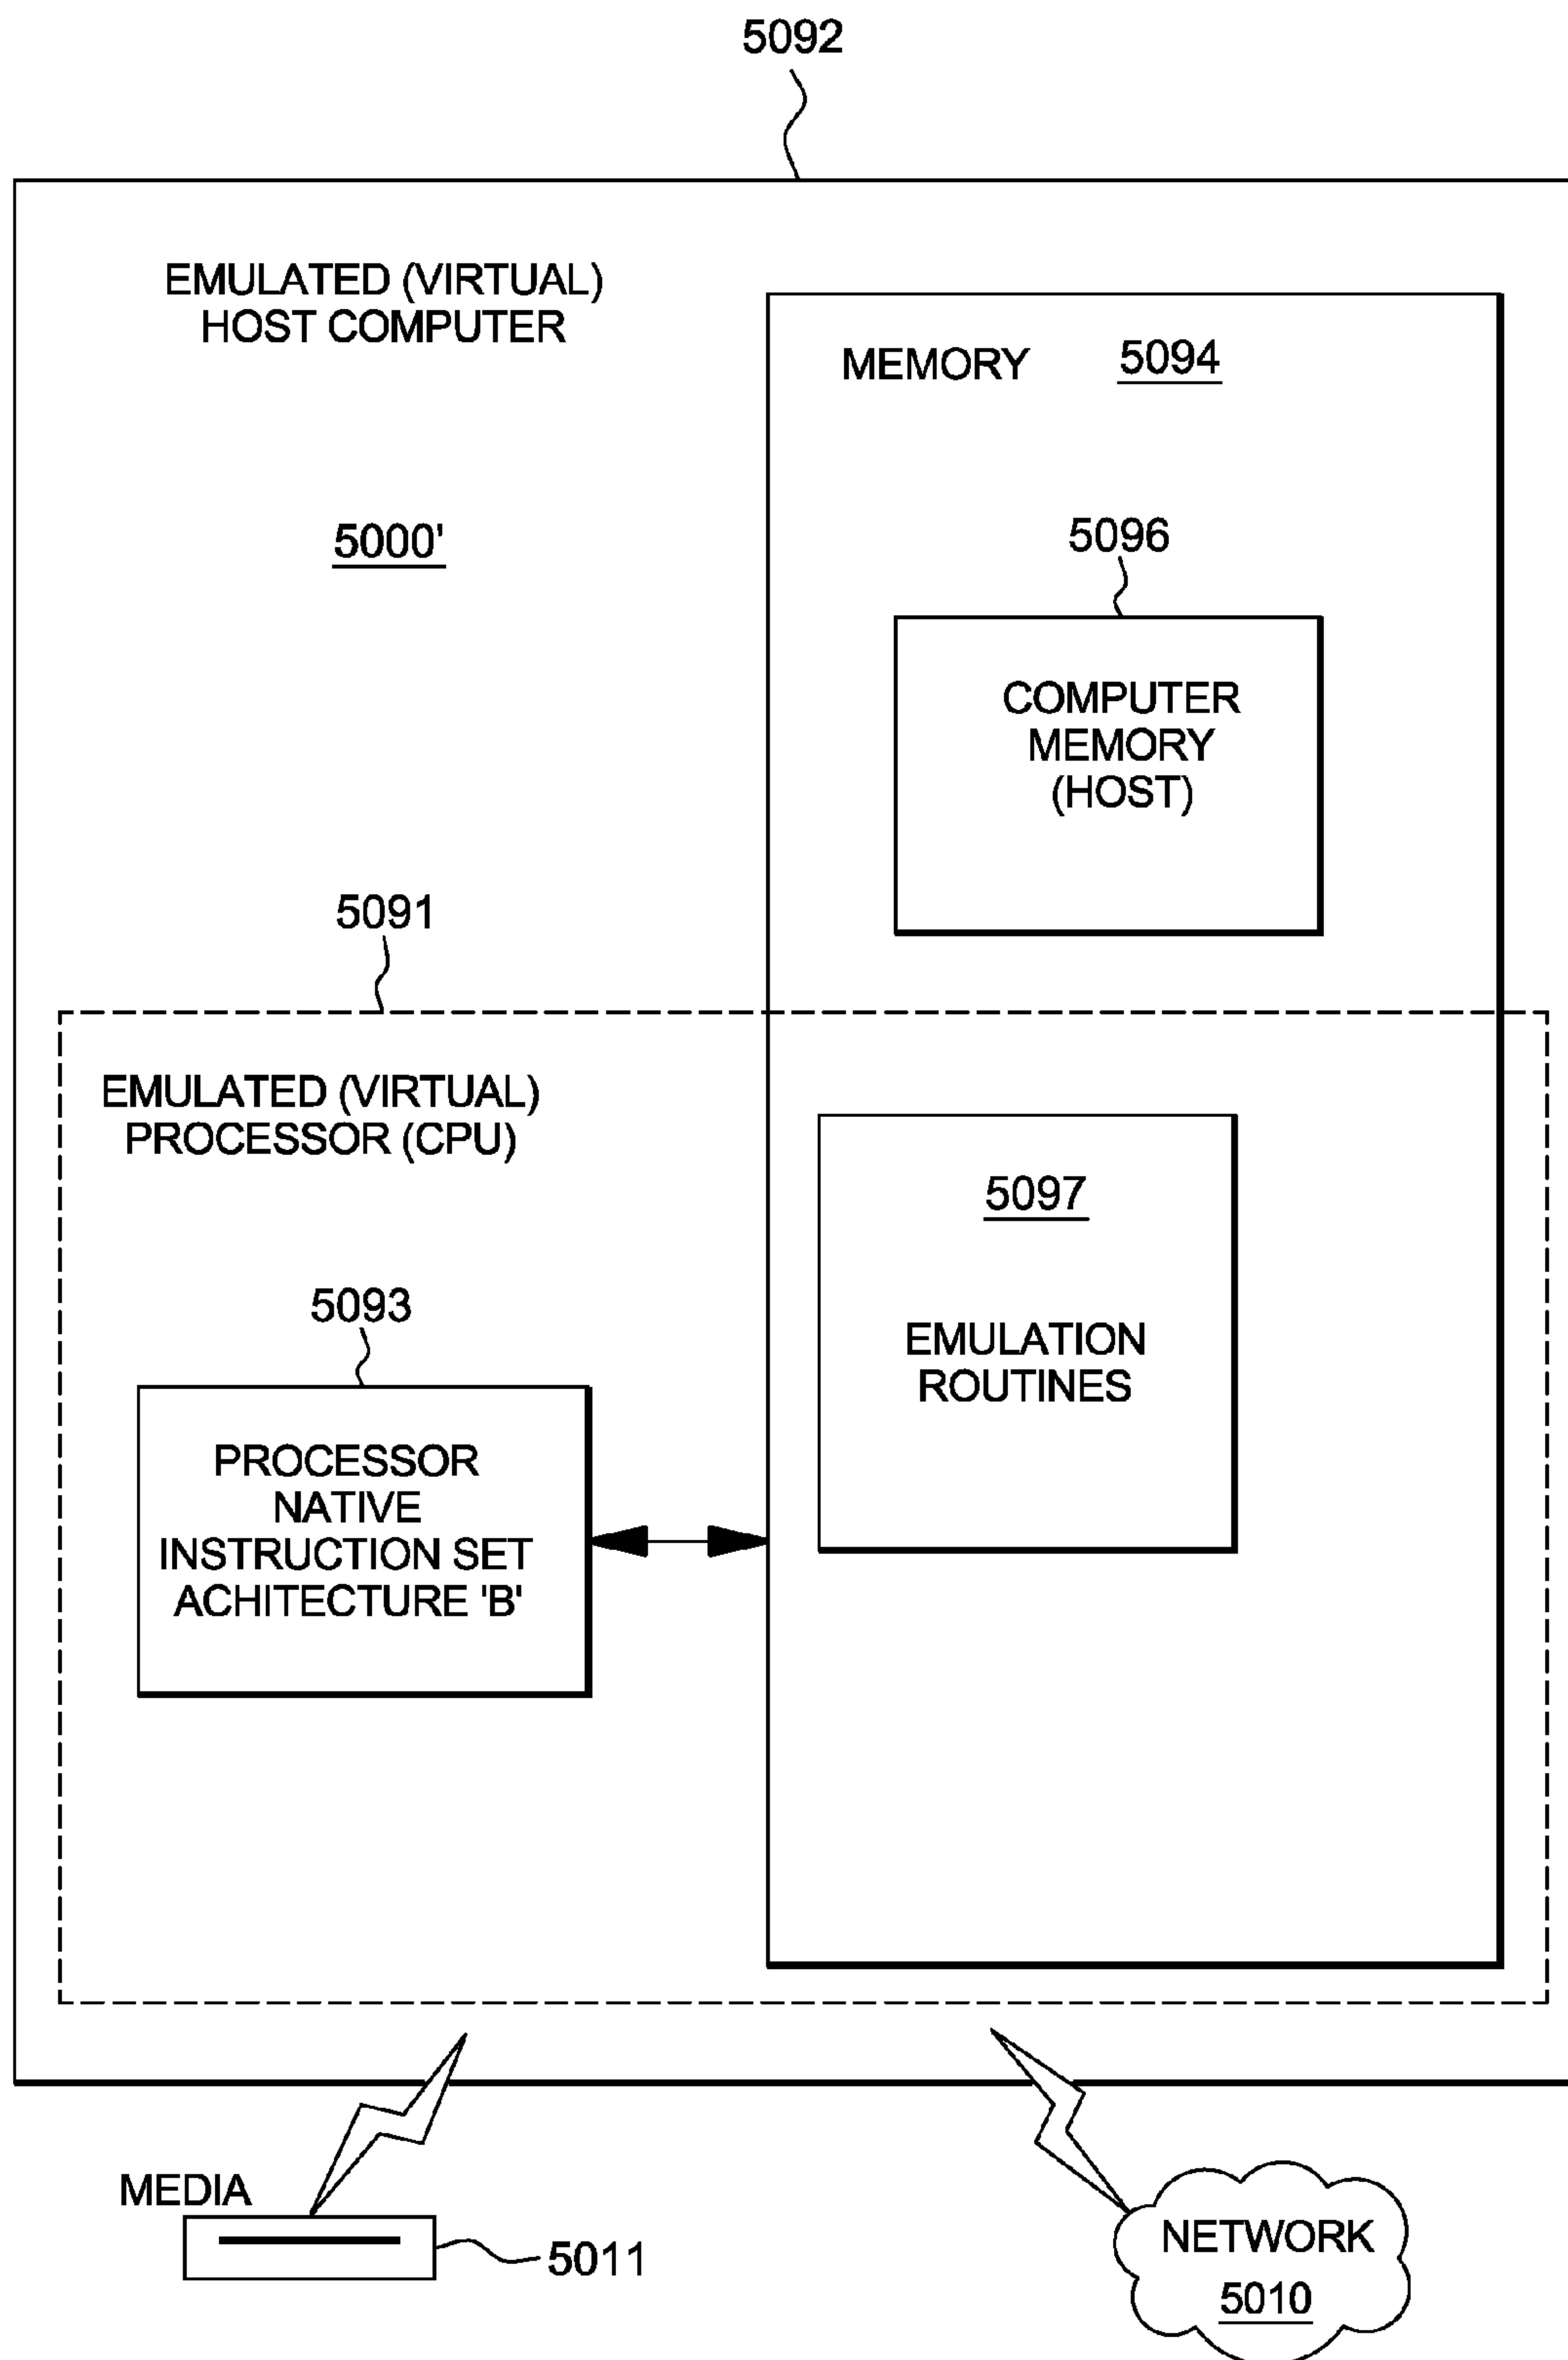 5092
EMULATED (VIRTUAL)
HOST COMPUTER
5000'
MEMORY 5094
5096
COMPUTER
MEMORY
(HOST)
5091
EMULATED (VIRTUAL)
PROCESSOR (CPU)
5097
EMULATION
ROUTINES
5093
PROCESSOR
NATIVE
INSTRUCTION SET
ACHITECTURE 'B'
MEDIA
5011
NETWORK
5010